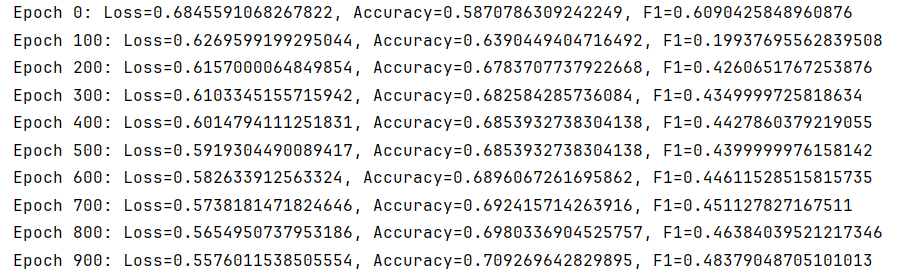 Epoch 0: Loss=0.6845591068267822, Accuracy=0.5870786309242249, F1=0.6090425848960876
Epoch 100: Loss=0.6269599199295044, Accuracy=0.6390449404716492, F1=0.19937695562839508
Epoch 200: Loss=0.6157000064849854, Accuracy=0.6783707737922668, F1=0.4260651767253876
Epoch 300: Loss=0.6103345155715942, Accuracy=0.682584285736084, F1=0.4349999725818634
Epoch 400: Loss=0.6014794111251831, Accuracy=0.6853932738304138, F1=0.4427860379219055
Epoch 500: Loss=0.5919304490089417, Accuracy=0.6853932738304138, F1=0.4399999976158142
Epoch 600: Loss=0.582633912563324, Accuracy=0.6896067261695862, F1=0.44611528515815735
Epoch 700: Loss=0.5738181471824646, Accuracy=0.692415714263916, F1=0.451127827167511
Epoch 800: Loss=0.5654950737953186, Accuracy=0.6980336904525757, F1=0.46384039521217346
Epoch 900: Loss=0.5576011538505554, Accuracy=0.709269642829895, F1=0.48379048705101013